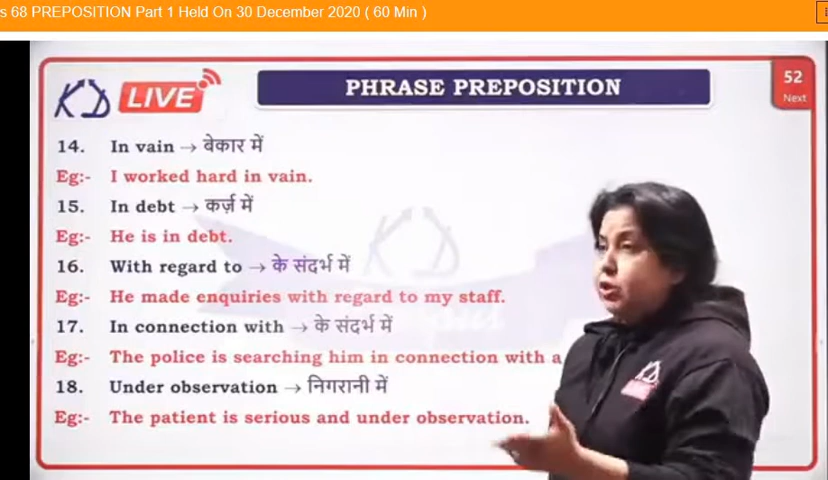 s 68 PREPOSITION Part 1 Held On 30 December 2020 ( 60 Min )
KD LIVE
PHRASE PREPOSITION
52
Next
14. In vain → बेकार में
Eg:- I worked hard in vain.
15. In debt → कर्ज़ में
Eg:- He is in debt.
16. With regard to → के संदर्भ में
Eg:- He made enquiries with regard to my staff.
17. In connection with → के संदर्भ में
Eg:- The police is searching him in connection with a
18. Under observation → निगरानी में
Eg:- The patient is serious and under observation.